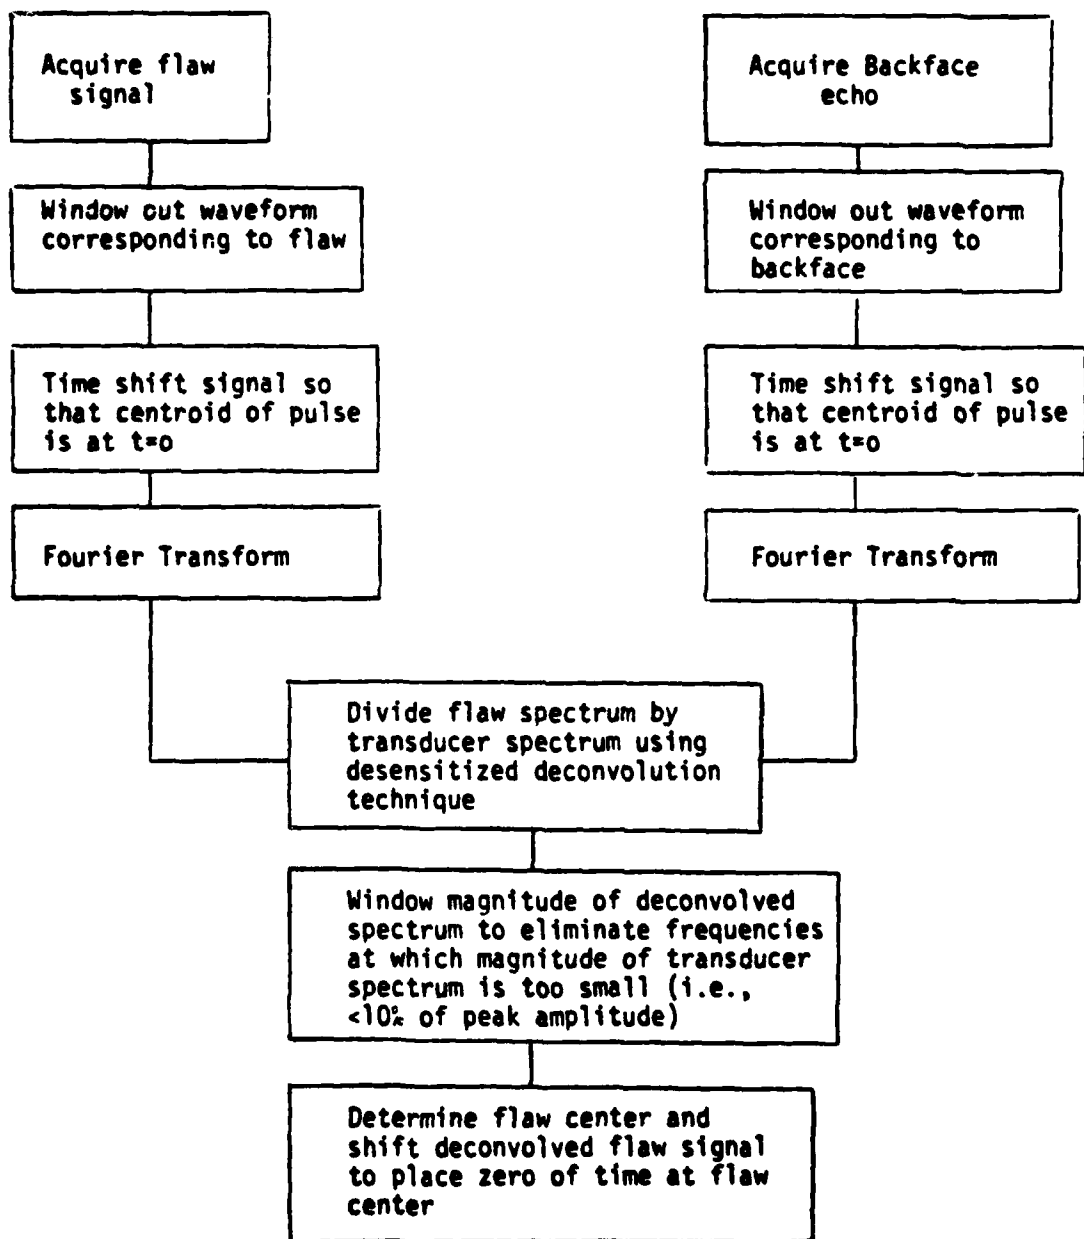 Acquire flaw
signal
Acquire Backface
echo
Window out waveform
corresponding to flaw
Window out waveform
corresponding to
backface
Time shift signal so
that centroid of pulse
is at t=o
Time shift signal so
that centroid of pulse
is at t=o
Fourier Transform
Fourier Transform
Divide flaw spectrum by
transducer spectrum using
desensitized deconvolution
technique
Window magnitude of deconvolved
spectrum to eliminate frequencies
at which magnitude of transducer
spectrum is too small (i.e.,
<10% of peak amplitude)
Determine flaw center and
shift deconvolved flaw signal
to place zero of time at flaw
center